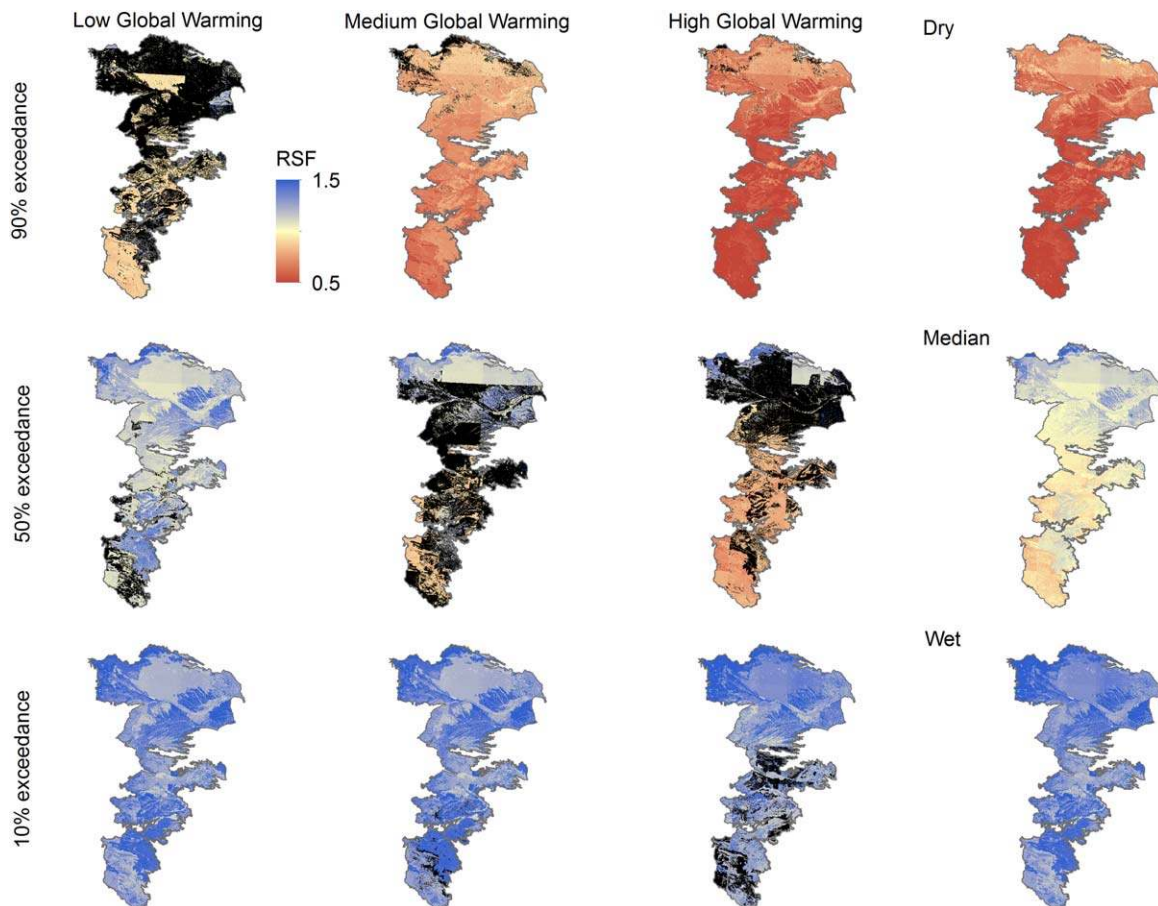 Low Global Warming
Medium Global Warming
High Global Warming
Dry
90% exceedance
RSF
1.5
0.5
50% exceedance
Median
10% exceedance
Wet